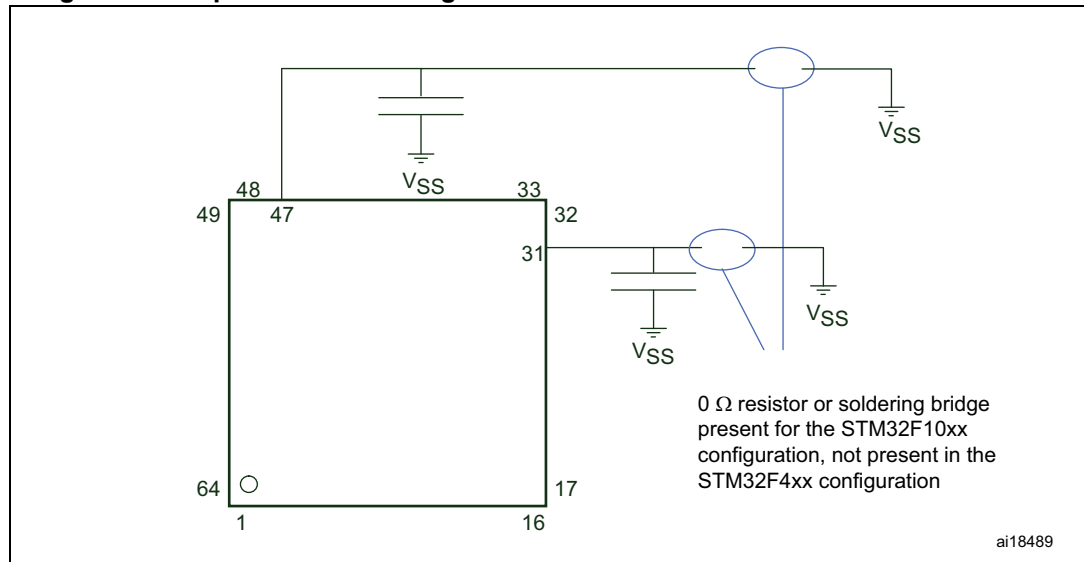 VSS
VSS
48
33
49
47
32
31
VSS
VSS
0 Ω resistor or soldering bridge
present for the STM32F10xx
configuration, not present in the
STM32F4xx configuration
64
17
1
16
ai18489